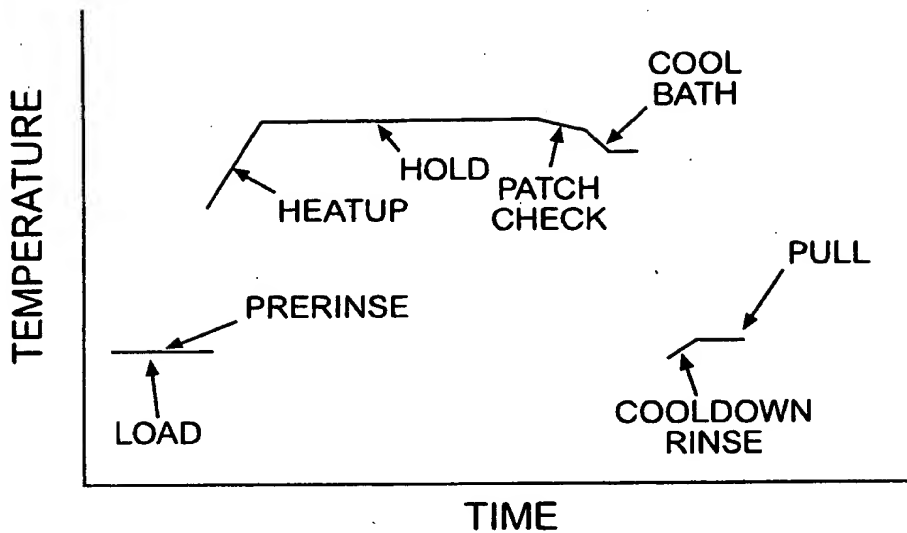 TEMPERATURE
COOL
BATH
HOLD
HEATUP
PATCH
CHECK
PULL
PRERINSE
LOAD
COOLDOWN
RINSE
TIME